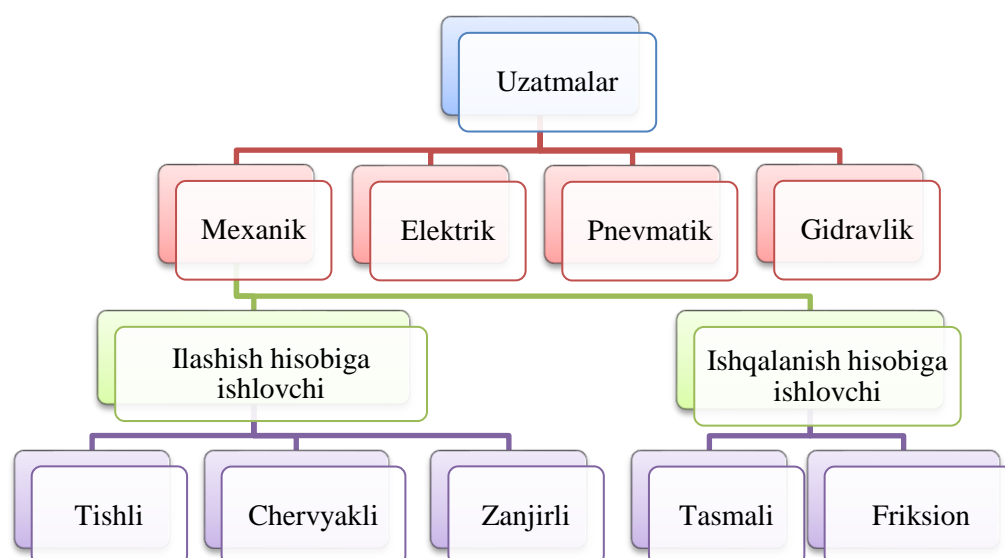 Uzatmalar
Mexanik
Elektrik
Pnevmatik
Gidravlik
Ilashish hisobiga
ishlovchi
Ishqalanish hisobiga
ishlovchi
Tishli
Chervyakli
Zanjirli
Tasmali
Friksion